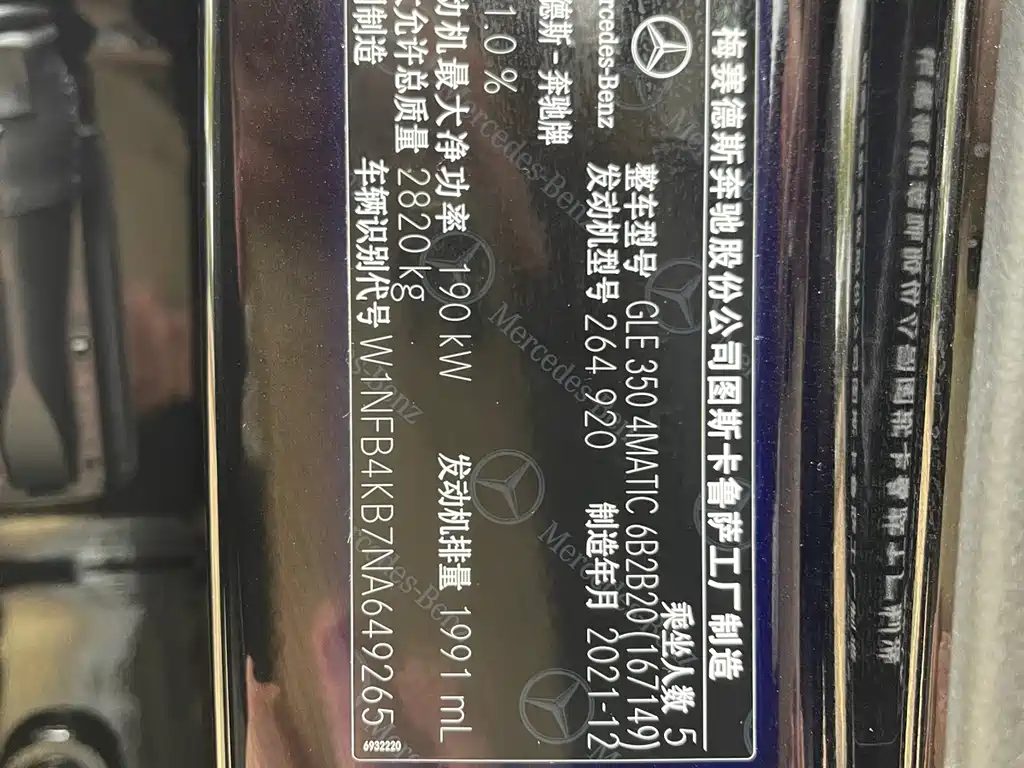 梅赛德斯奔驰股份公司图斯卡鲁萨工厂制造
乘坐人数 5
整车型号 GLE 350 4MATIC 6B2B20(167149)
Mercedes-Benz 发动机型号 264 920 制造年月 2021-12
德斯-奔驰牌
1.0 %
动机最大净功率 190 kW 发动机排量 1991 mL
允许总质量 2820 kg
制造 车辆识别代号 W1NFB4KB7NA649265
6932220
Mercedes-Benz